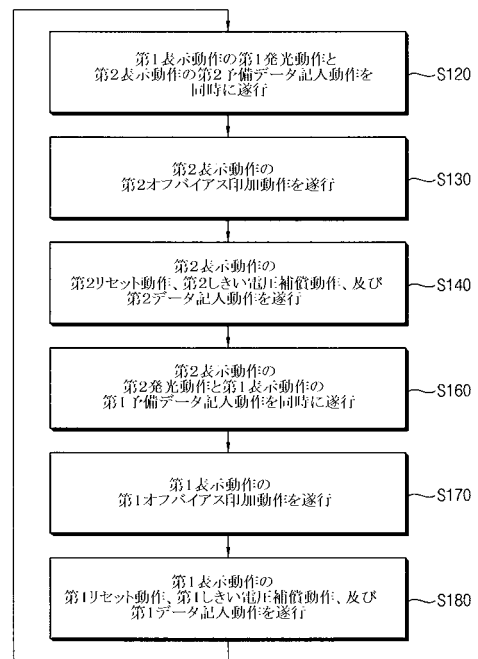 第1表示動作の第1発光動作と
第2表示動作の第2予備データ記入動作を
同時に遂行
S120
第2表示動作の
第2オフバイアス印加動作を遂行
S130
第2表示動作の
第2リセット動作、第2しきい電圧補償動作、及び
第2データ記入動作を遂行
S140
第2表示動作の
第2発光動作と第1表示動作の
第1予備データ記入動作を同時に遂行
S160
第1表示動作の
第1オフバイアス印加動作を遂行
S170
第1表示動作の
第1リセット動作、第1しきい電圧補償動作、及び
第1データ記入動作を遂行
S180